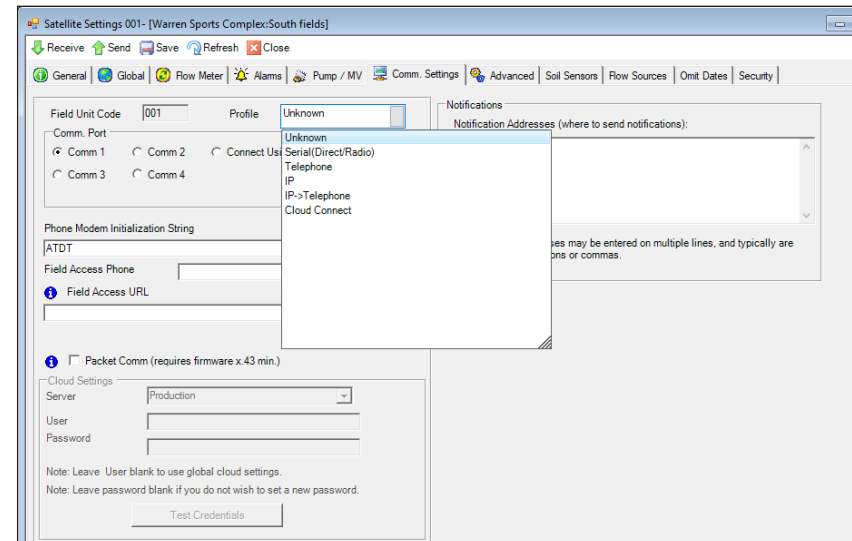 Satellite Settings 001- [Warren Sports Complex:South fields]
Receive Send Save Refresh Close
General Global Flow Meter Alarms Pump / MV Comm. Settings Advanced Soil Sensors Flow Sources Omit Dates Security
Field Unit Code 001 Profile Unknown
Comm. Port
Comm 1 Comm 2 Connect Usi
Comm 3 Comm 4
Unknown
Serial(Direct/Radio)
Telephone
IP
IP->Telephone
Cloud Connect
Phone Modem Initialization String
ATDT
Field Access Phone
Field Access URL
Packet Comm (requires firmware x.43 min.)
Cloud Settings
Server Production
User
Password
Note: Leave User blank to use global cloud settings.
Note: Leave password blank if you do not wish to set a new password.
Test Credentials
Notifications
Notification Addresses (where to send notifications):
ses may be entered on multiple lines, and typically are
ons or commas.